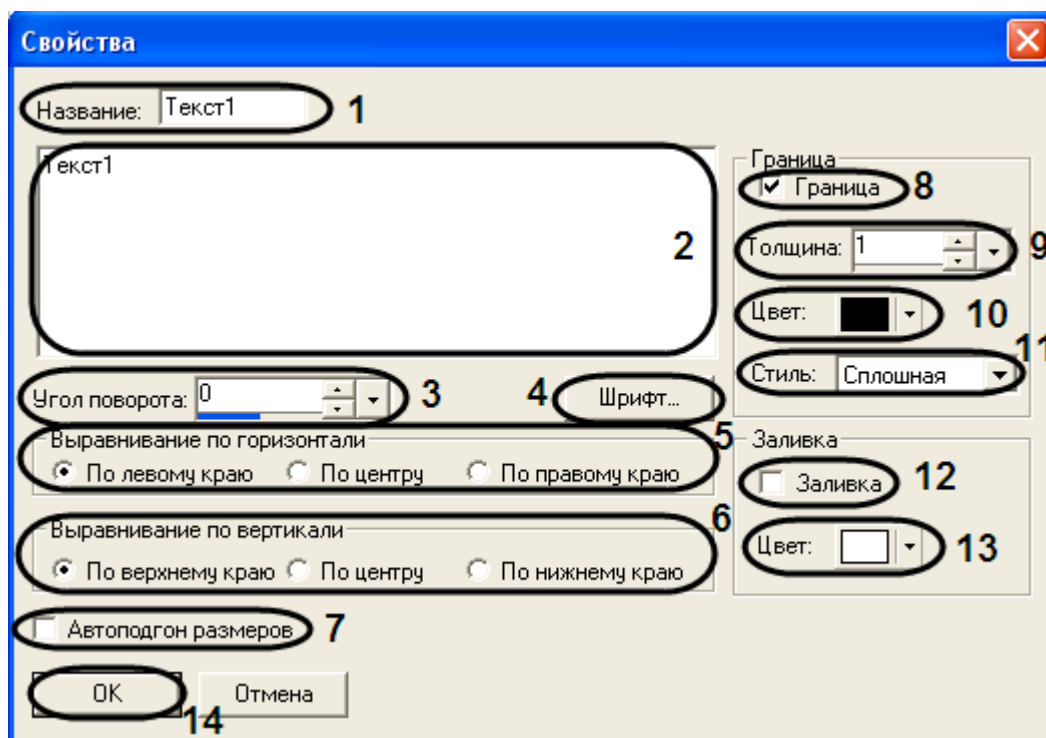 Свойства
Название: Текст1 1
Текст1
2
Граница
Граница 8
Толщина: 1 9
Цвет: 10
Стиль: Сплошная 11
Угол поворота: 0 3
4 Шрифт...
Выравнивание по горизонтали 5
По левому краю По центру По правому краю
Выравнивание по вертикали 6
По верхнему краю По центру По нижнему краю
Заливка
Заливка 12
Цвет: 13
Автоподгон размеров 7
OK 14 Отмена